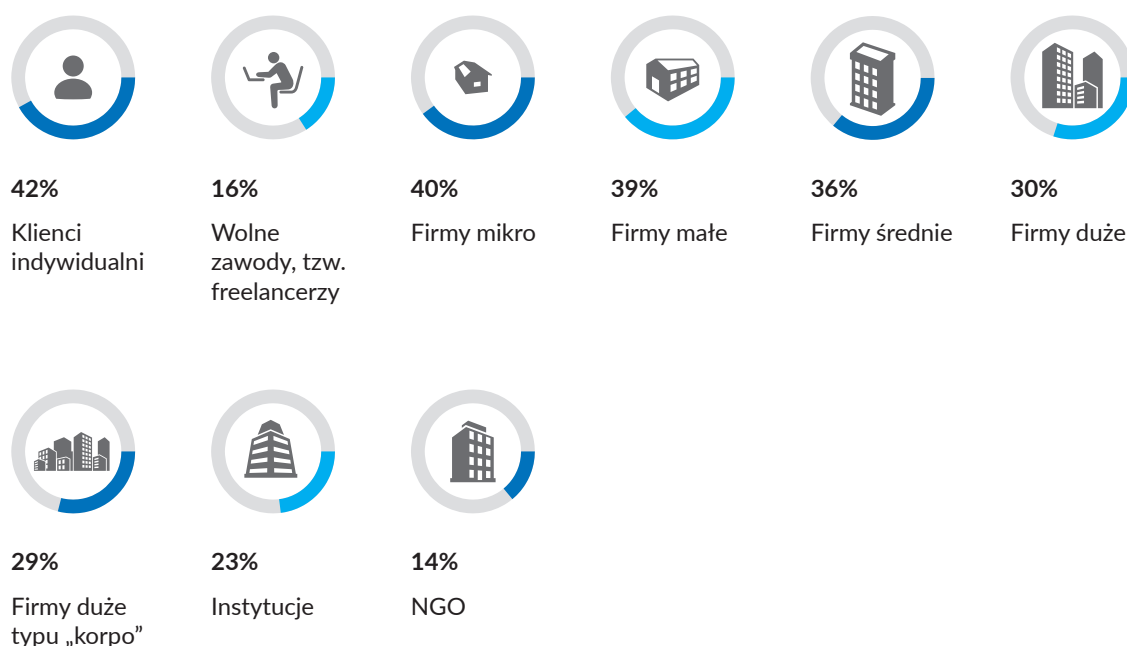 42%
Klienci
indywidualni
16%
Wolne
zawody, tzw.
freelancerzy
40%
Firmy mikro
39%
Firmy małe
36%
Firmy średnie
30%
Firmy duże
29%
Firmy duże
typu „korpo”
23%
Instytucje
14%
NGO